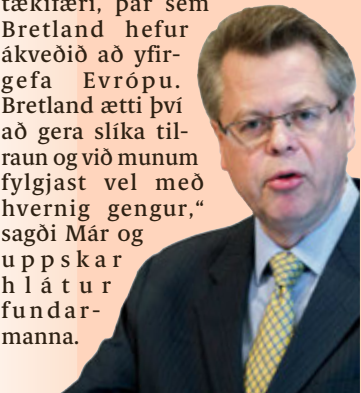 tækifæri, þar sem
Bretland hefur
ákveðið að yfir-
gefa Evrópu.
Bretland ætti því
að gera slíka til-
raun og við munum
fylgjast vel með
hvernig gengur,“
sagði Már og
uppskar
hlátur
fundar-
manna.